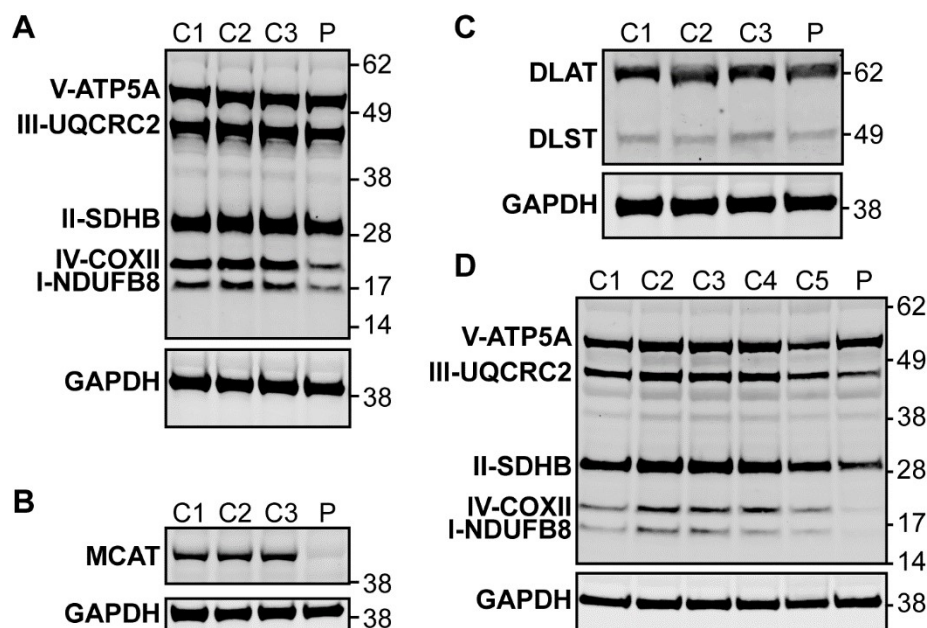 A
C1 C2 C3 P
62
V-ATP5A
49
III-UQCRC2
38
II-SDHB
28
IV-COXII
I-NDUFB8
17
14
GAPDH
38
B
C1 C2 C3 P
MCAT
38
GAPDH
38
C
C1 C2 C3 P
DLAT
62
DLST
49
GAPDH
38
D
C1 C2 C3 C4 C5 P
62
V-ATP5A
49
III-UQCRC2
38
II-SDHB
28
IV-COXII
17
I-NDUFB8
14
GAPDH
38